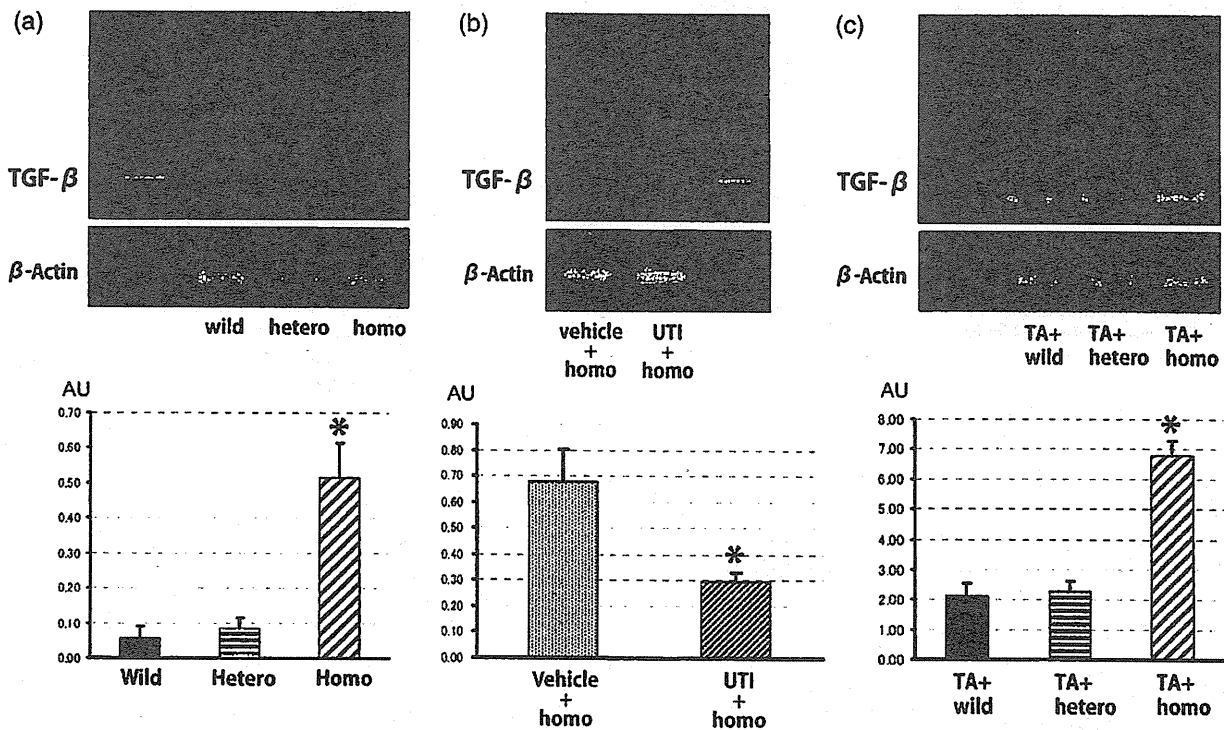 (a)
TGF-β
β-Actin
wild hetero homo
AU
0.70
0.60
0.50
0.40
0.30
0.20
0.10
0.00
*
Wild Hetero Homo
(b)
TGF-β
β-Actin
vehicle UTI
+ +
homo homo
AU
0.90
0.80
0.70
0.60
0.50
0.40
0.30
0.20
0.10
0.00
*
Vehicle UTI
+ +
homo homo
(c)
TGF-β
β-Actin
TA+ TA+ TA+
wild hetero homo
AU
8.00
7.00
6.00
5.00
4.00
3.00
2.00
1.00
0.00
*
TA+ TA+ TA+
wild hetero homo